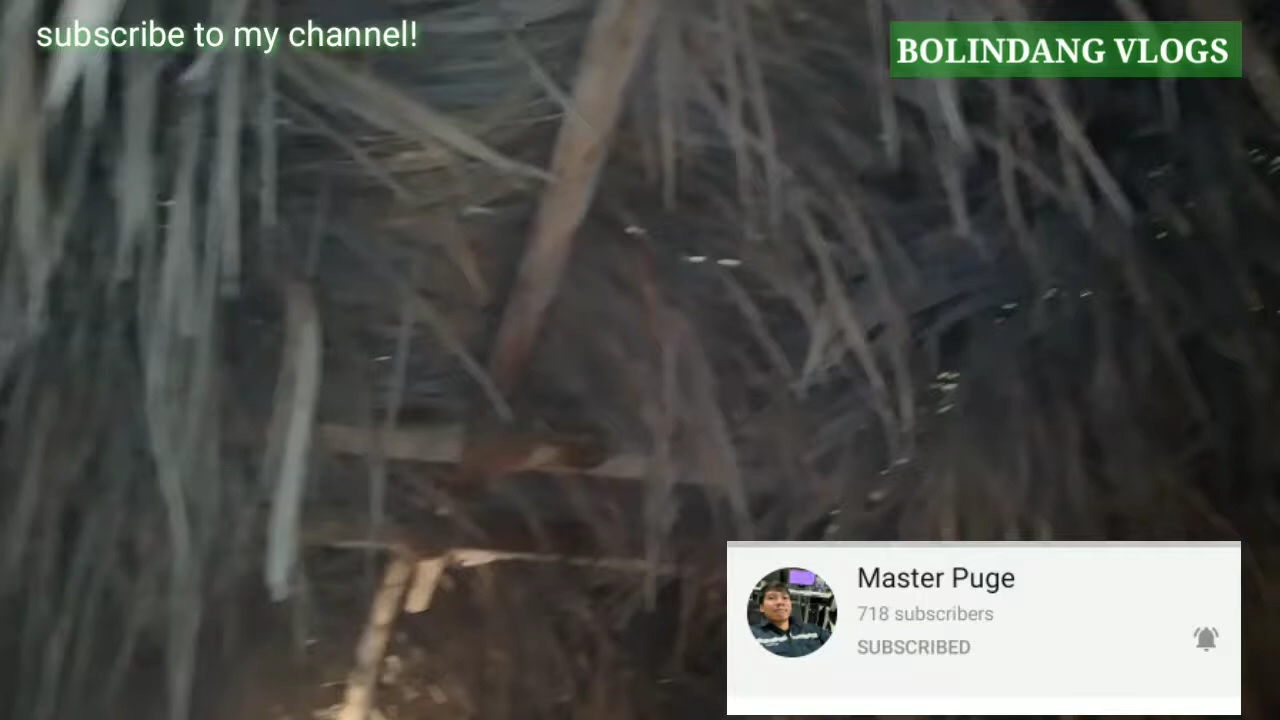 subscribe to my channel!
BOLINDANG VLOGS
Master Puge
718 subscribers
SUBSCRIBED